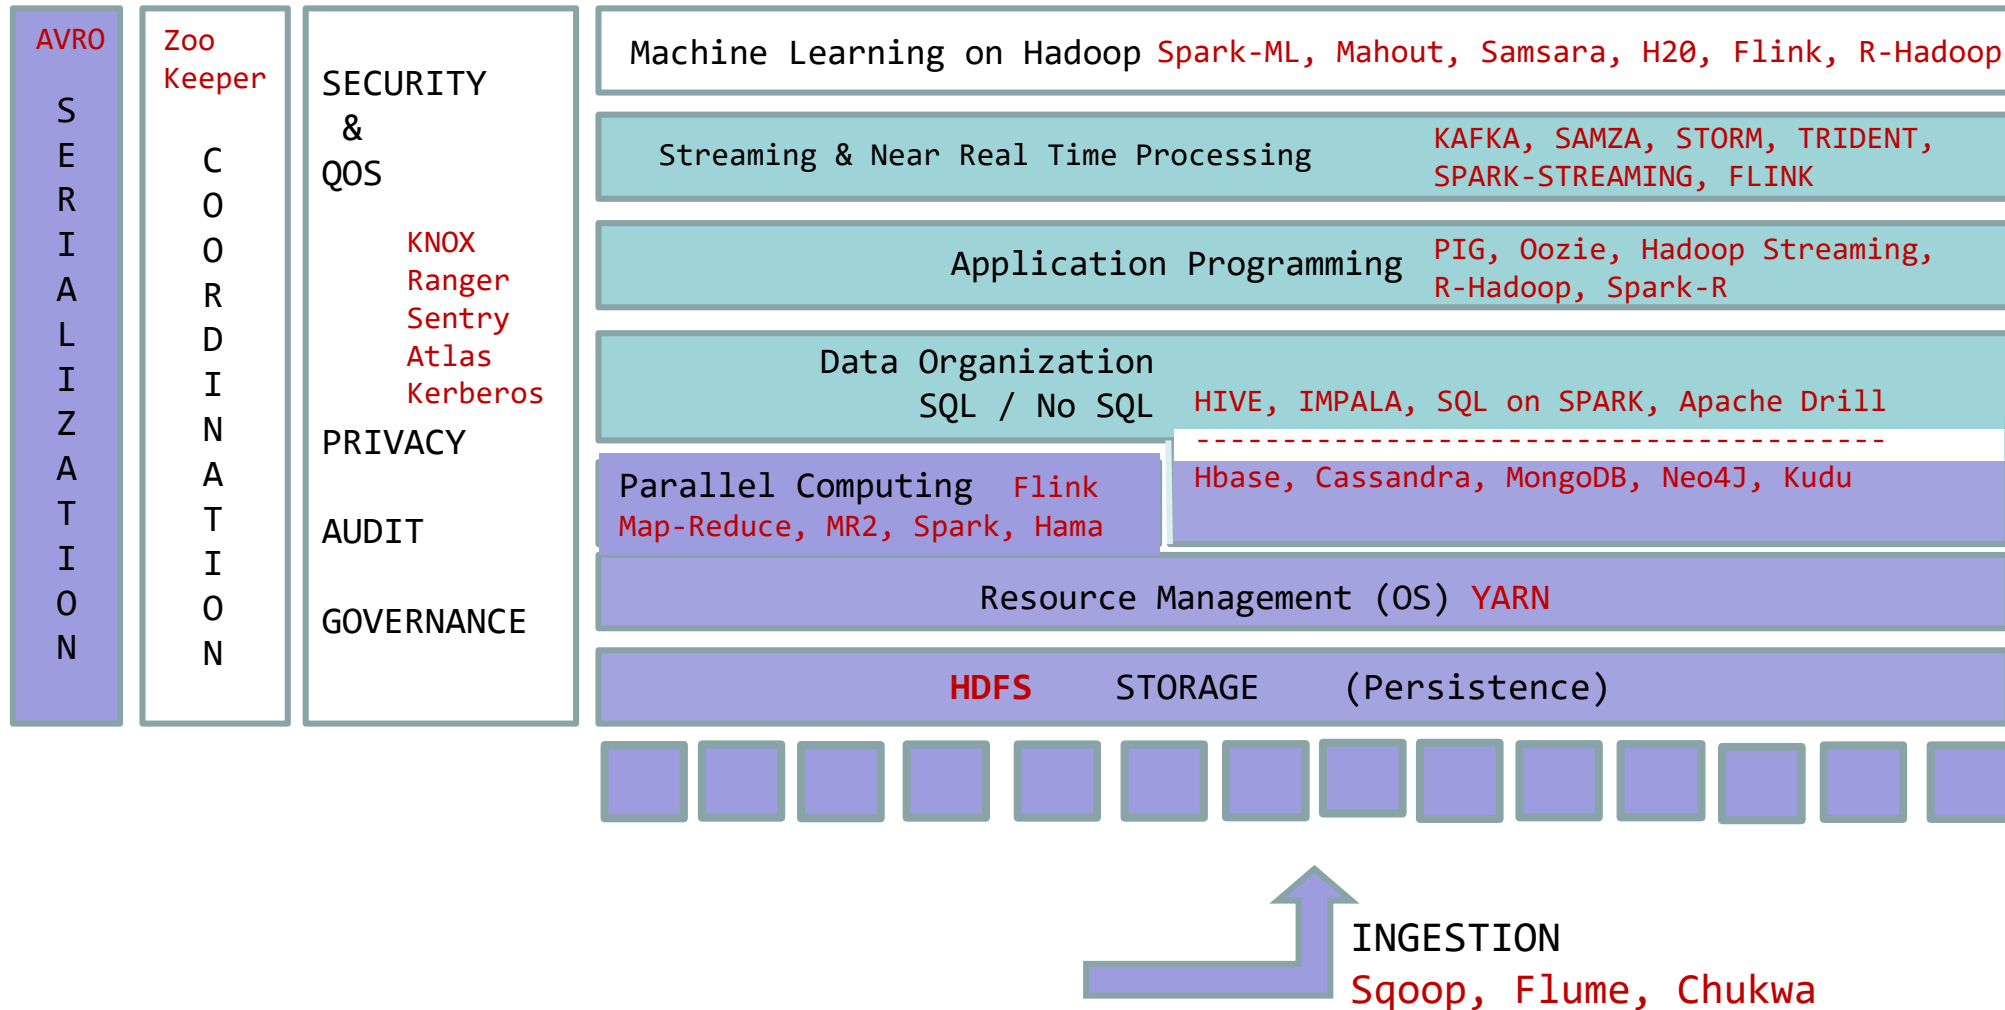 AVRO
SERIALIZATION
Zoo
Keeper
COORDINATION
SECURITY
&
QOS
KNOX
Ranger
Sentry
Atlas
Kerberos
PRIVACY
AUDIT
GOVERNANCE
Machine Learning on Hadoop Spark-ML, Mahout, Samsara, H20, Flink, R-Hadoop
Streaming & Near Real Time Processing
KAFKA, SAMZA, STORM, TRIDENT,
SPARK-STREAMING, FLINK
Application Programming
PIG, Oozie, Hadoop Streaming,
R-Hadoop, Spark-R
Data Organization
SQL / No SQL
HIVE, IMPALA, SQL on SPARK, Apache Drill
----------------------------------------
Hbase, Cassandra, MongoDB, Neo4J, Kudu
Parallel Computing Flink
Map-Reduce, MR2, Spark, Hama
Resource Management (OS) YARN
HDFS STORAGE (Persistence)
INGESTION
Sqoop, Flume, Chukwa